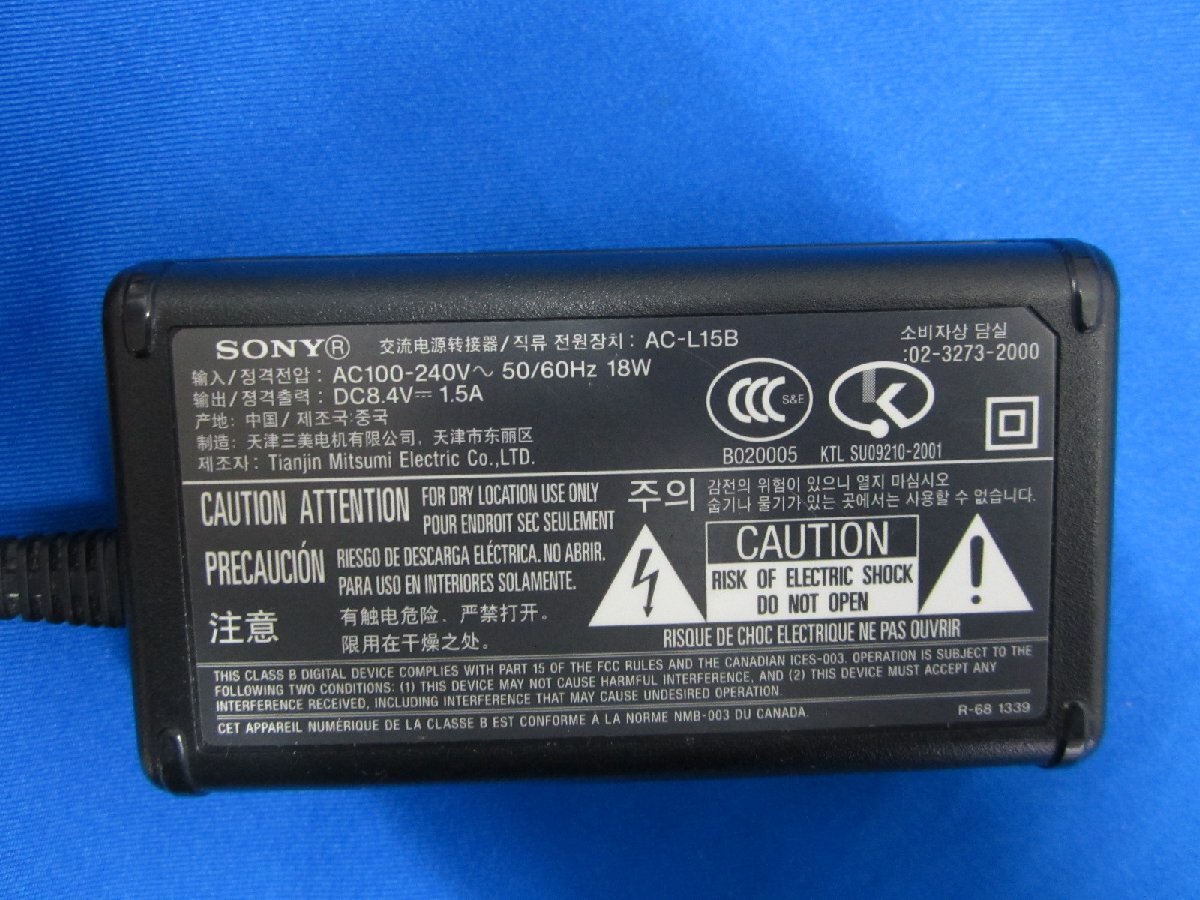 SONY® 交流电源转接器/직류 전원장치: AC-L15B
소비자상 담실
:02-3273-2000
输入/정격전압: AC100-240V~ 50/60Hz 18W
输出/정격출력: DC8.4V⎓ 1.5A
产地: 中国/제조국:중국
制造: 天津三美电机有限公司, 天津市东丽区
제조자: Tianjin Mitsumi Electric Co.,LTD.
CCC S&E
B020005
K
KTL SU09210-2001
CAUTION ATTENTION
FOR DRY LOCATION USE ONLY
POUR ENDROIT SEC SEULEMENT
PRECAUCIÓN
RIESGO DE DESCARGA ELÉCTRICA. NO ABRIR.
PARA USO EN INTERIORES SOLAMENTE.
注意
有触电危险, 严禁打开.
限用在干燥之处.
주의
감전의 위험이 있으니 열지 마십시오
숩기나 물기가 있는 곳에서는 사용할 수 없습니다.
CAUTION
RISK OF ELECTRIC SHOCK
DO NOT OPEN
RISQUE DE CHOC ELECTRIQUE NE PAS OUVRIR
THIS CLASS B DIGITAL DEVICE COMPLIES WITH PART 15 OF THE FCC RULES AND THE CANADIAN ICES-003. OPERATION IS SUBJECT TO THE
FOLLOWING TWO CONDITIONS: (1) THIS DEVICE MAY NOT CAUSE HARMFUL INTERFERENCE, AND (2) THIS DEVICE MUST ACCEPT ANY
INTERFERENCE RECEIVED, INCLUDING INTERFERENCE THAT MAY CAUSE UNDESIRED OPERATION.
CET APPAREIL NUMÉRIQUE DE LA CLASSE B EST CONFORME A LA NORME NMB-003 DU CANADA.
R-68 1339